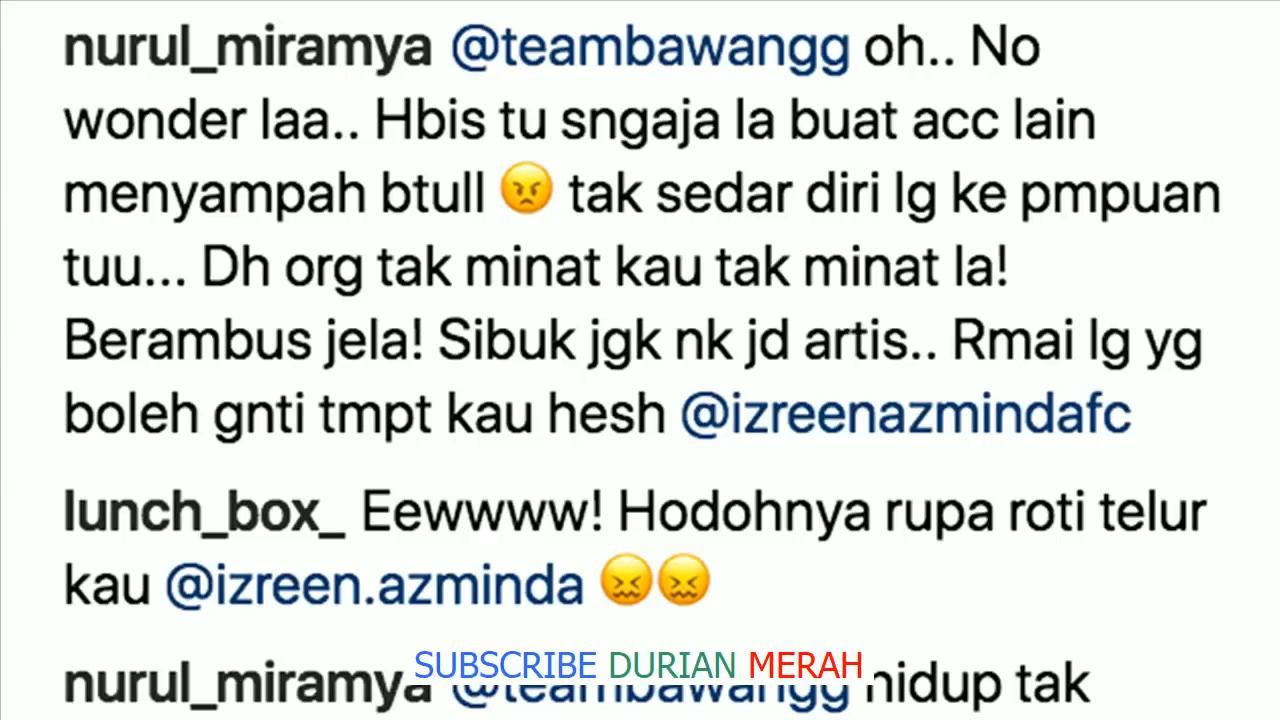 nurul_miramya @teambawangg oh.. No
wonder laa.. Hbis tu sngaja la buat acc lain
menyampah btull 😠 tak sedar diri lg ke pmpuan
tuu... Dh org tak minat kau tak minat la!
Berambus jela! Sibuk jgk nk jd artis.. Rmai lg yg
boleh gnti tmpt kau hesh @izreenazmindafc
lunch_box_ Eewwww! Hodohnya rupa roti telur
kau @izreen.azminda 😖😖
SUBSCRIBE DURIAN MERAH
nurul_miramya @teambawangg hidup tak